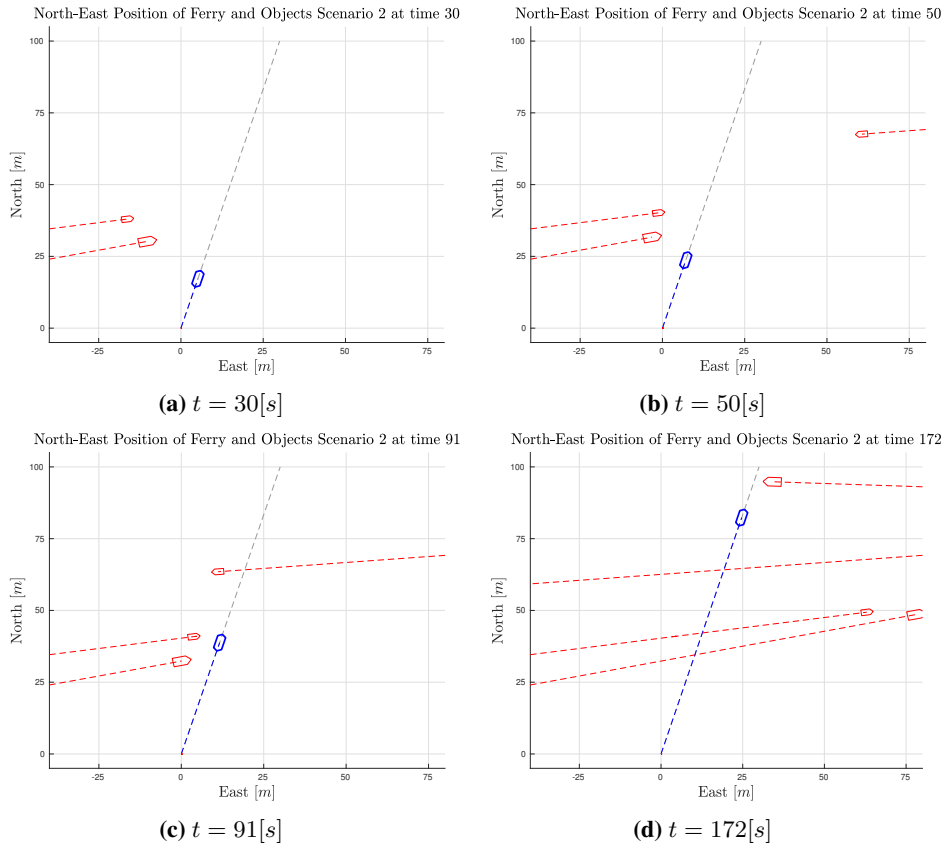 North-East Position of Ferry and Objects Scenario 2 at time 30
100
75
50
25
0
North [m]
-25 0 25 50 75
East [m]
(a) t = 30[s]
North-East Position of Ferry and Objects Scenario 2 at time 50
100
75
50
25
0
North [m]
-25 0 25 50 75
East [m]
(b) t = 50[s]
North-East Position of Ferry and Objects Scenario 2 at time 91
100
75
50
25
0
North [m]
-25 0 25 50 75
East [m]
(c) t = 91[s]
North-East Position of Ferry and Objects Scenario 2 at time 172
100
75
50
25
0
North [m]
-25 0 25 50 75
East [m]
(d) t = 172[s]